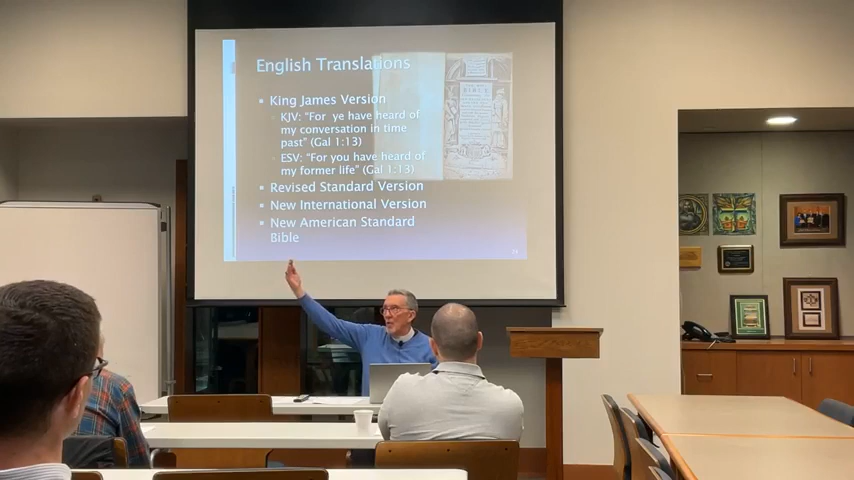 English Translations
▪ King James Version
KJV: "For ye have heard of
my conversation in time
past" (Gal 1:13)
ESV: "For you have heard of
my former life" (Gal 1:13)
▪ Revised Standard Version
▪ New International Version
▪ New American Standard
Bible
BIBLE